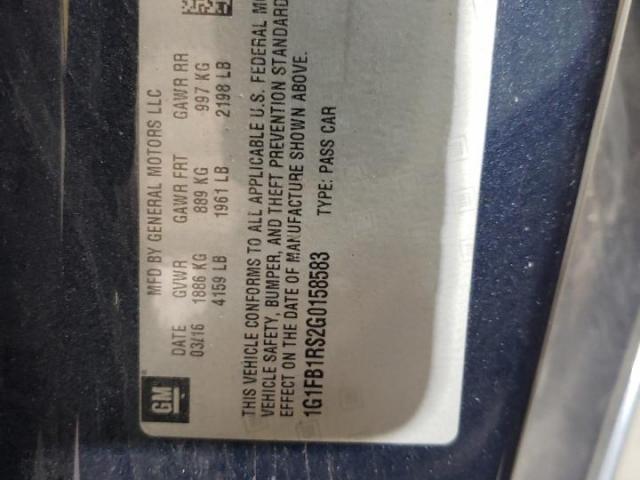 GM
MFD BY GENERAL MOTORS LLC
DATE GVWR GAWR FRT GAWR RR
03/16 1886 KG 889 KG 997 KG
4159 LB 1961 LB 2198 LB
THIS VEHICLE CONFORMS TO ALL APPLICABLE U.S. FEDERAL
VEHICLE SAFETY, BUMPER, AND THEFT PREVENTION STANDARD
EFFECT ON THE DATE OF MANUFACTURE SHOWN ABOVE.
1G1FB1RS2G0158583 TYPE: PASS CAR